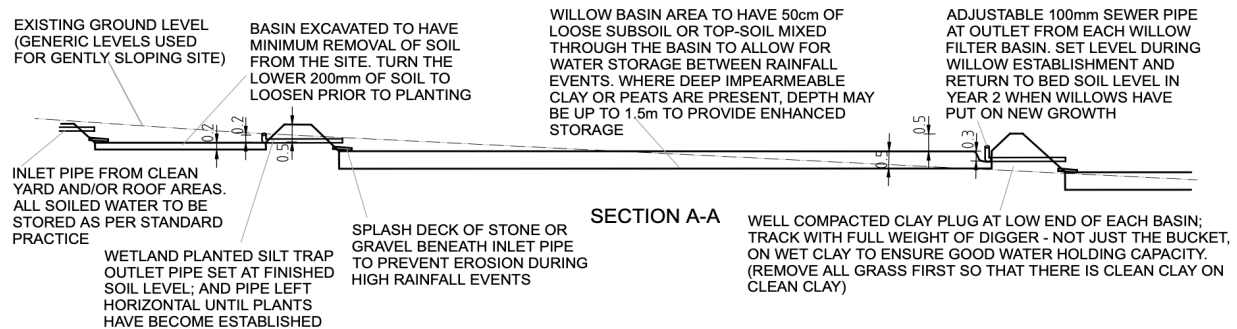 EXISTING GROUND LEVEL
(GENERIC LEVELS USED
FOR GENTLY SLOPING SITE)
BASIN EXCAVATED TO HAVE
MINIMUM REMOVAL OF SOIL
FROM THE SITE. TURN THE
LOWER 200mm OF SOIL TO
LOOSEN PRIOR TO PLANTING
WILLOW BASIN AREA TO HAVE 50cm OF
LOOSE SUBSOIL OR TOP-SOIL MIXED
THROUGH THE BASIN TO ALLOW FOR
WATER STORAGE BETWEEN RAINFALL
EVENTS. WHERE DEEP IMPEARMEABLE
CLAY OR PEATS ARE PRESENT, DEPTH MAY
BE UP TO 1.5m TO PROVIDE ENHANCED
STORAGE
ADJUSTABLE 100mm SEWER PIPE
AT OUTLET FROM EACH WILLOW
FILTER BASIN. SET LEVEL DURING
WILLOW ESTABLISHMENT AND
RETURN TO BED SOIL LEVEL IN
YEAR 2 WHEN WILLOWS HAVE
PUT ON NEW GROWTH
0.2
0.2
0.5
0.5
0.5
0.3
INLET PIPE FROM CLEAN
YARD AND/OR ROOF AREAS.
ALL SOILED WATER TO BE
STORED AS PER STANDARD
PRACTICE
WETLAND PLANTED SILT TRAP
OUTLET PIPE SET AT FINISHED
SOIL LEVEL; AND PIPE LEFT
HORIZONTAL UNTIL PLANTS
HAVE BECOME ESTABLISHED
SPLASH DECK OF STONE OR
GRAVEL BENEATH INLET PIPE
TO PREVENT EROSION DURING
HIGH RAINFALL EVENTS
SECTION A-A
WELL COMPACTED CLAY PLUG AT LOW END OF EACH BASIN;
TRACK WITH FULL WEIGHT OF DIGGER - NOT JUST THE BUCKET,
ON WET CLAY TO ENSURE GOOD WATER HOLDING CAPACITY.
(REMOVE ALL GRASS FIRST SO THAT THERE IS CLEAN CLAY ON
CLEAN CLAY)